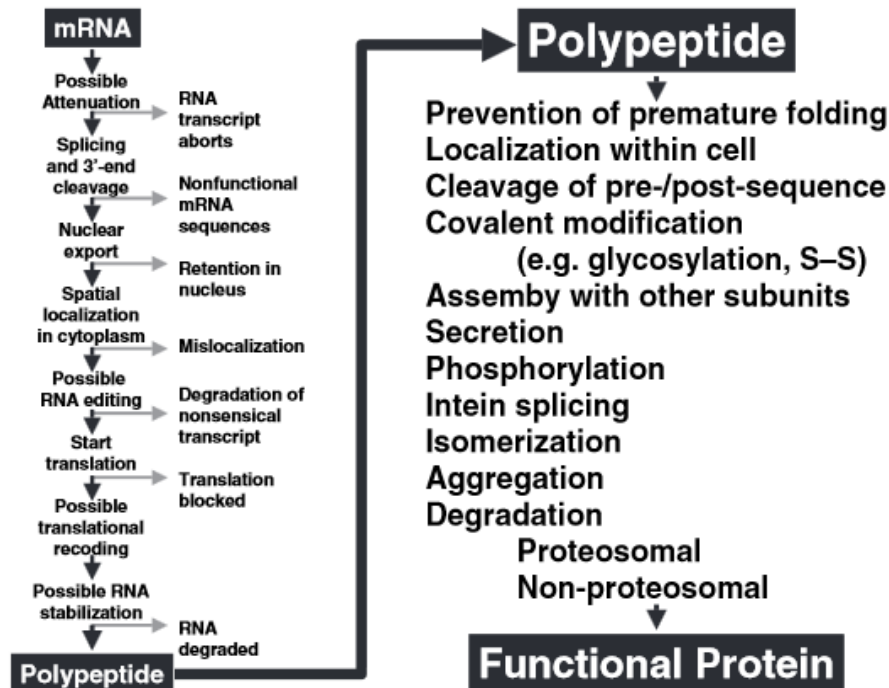 mRNA
Possible
Attenuation
RNA
transcript
aborts
Splicing
and 3'-end
cleavage
Nonfunctional
mRNA
sequences
Nuclear
export
Retention in
nucleus
Spatial
localization
in cytoplasm
Mislocalization
Possible
RNA editing
Degradation of
nonsensical
transcript
Start
translation
Translation
blocked
Possible
translational
recoding
Possible RNA
stabilization
RNA
degraded
Polypeptide
Polypeptide
Prevention of premature folding
Localization within cell
Cleavage of pre-/post-sequence
Covalent modification
(e.g. glycosylation, S–S)
Assemby with other subunits
Secretion
Phosphorylation
Intein splicing
Isomerization
Aggregation
Degradation
Proteosomal
Non-proteosomal
Functional Protein